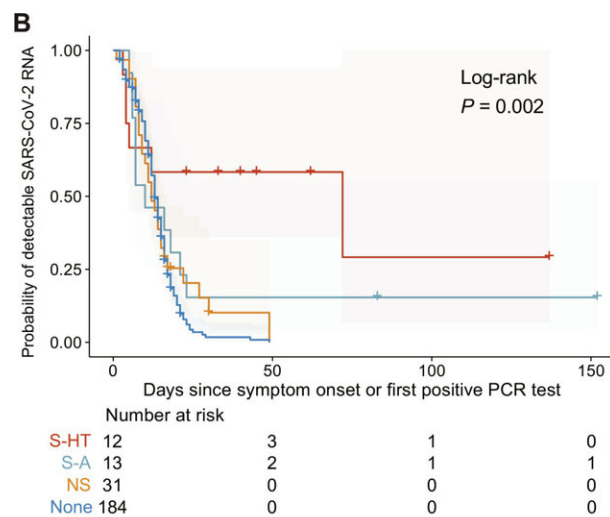 B
1.00
0.75
0.50
0.25
0.00
Probability of detectable SARS-CoV-2 RNA
Log-rank
P = 0.002
0 50 100 150
Days since symptom onset or first positive PCR test
Number at risk
S-HT 12 3 1 0
S-A 13 2 1 1
NS 31 0 0 0
None 184 0 0 0